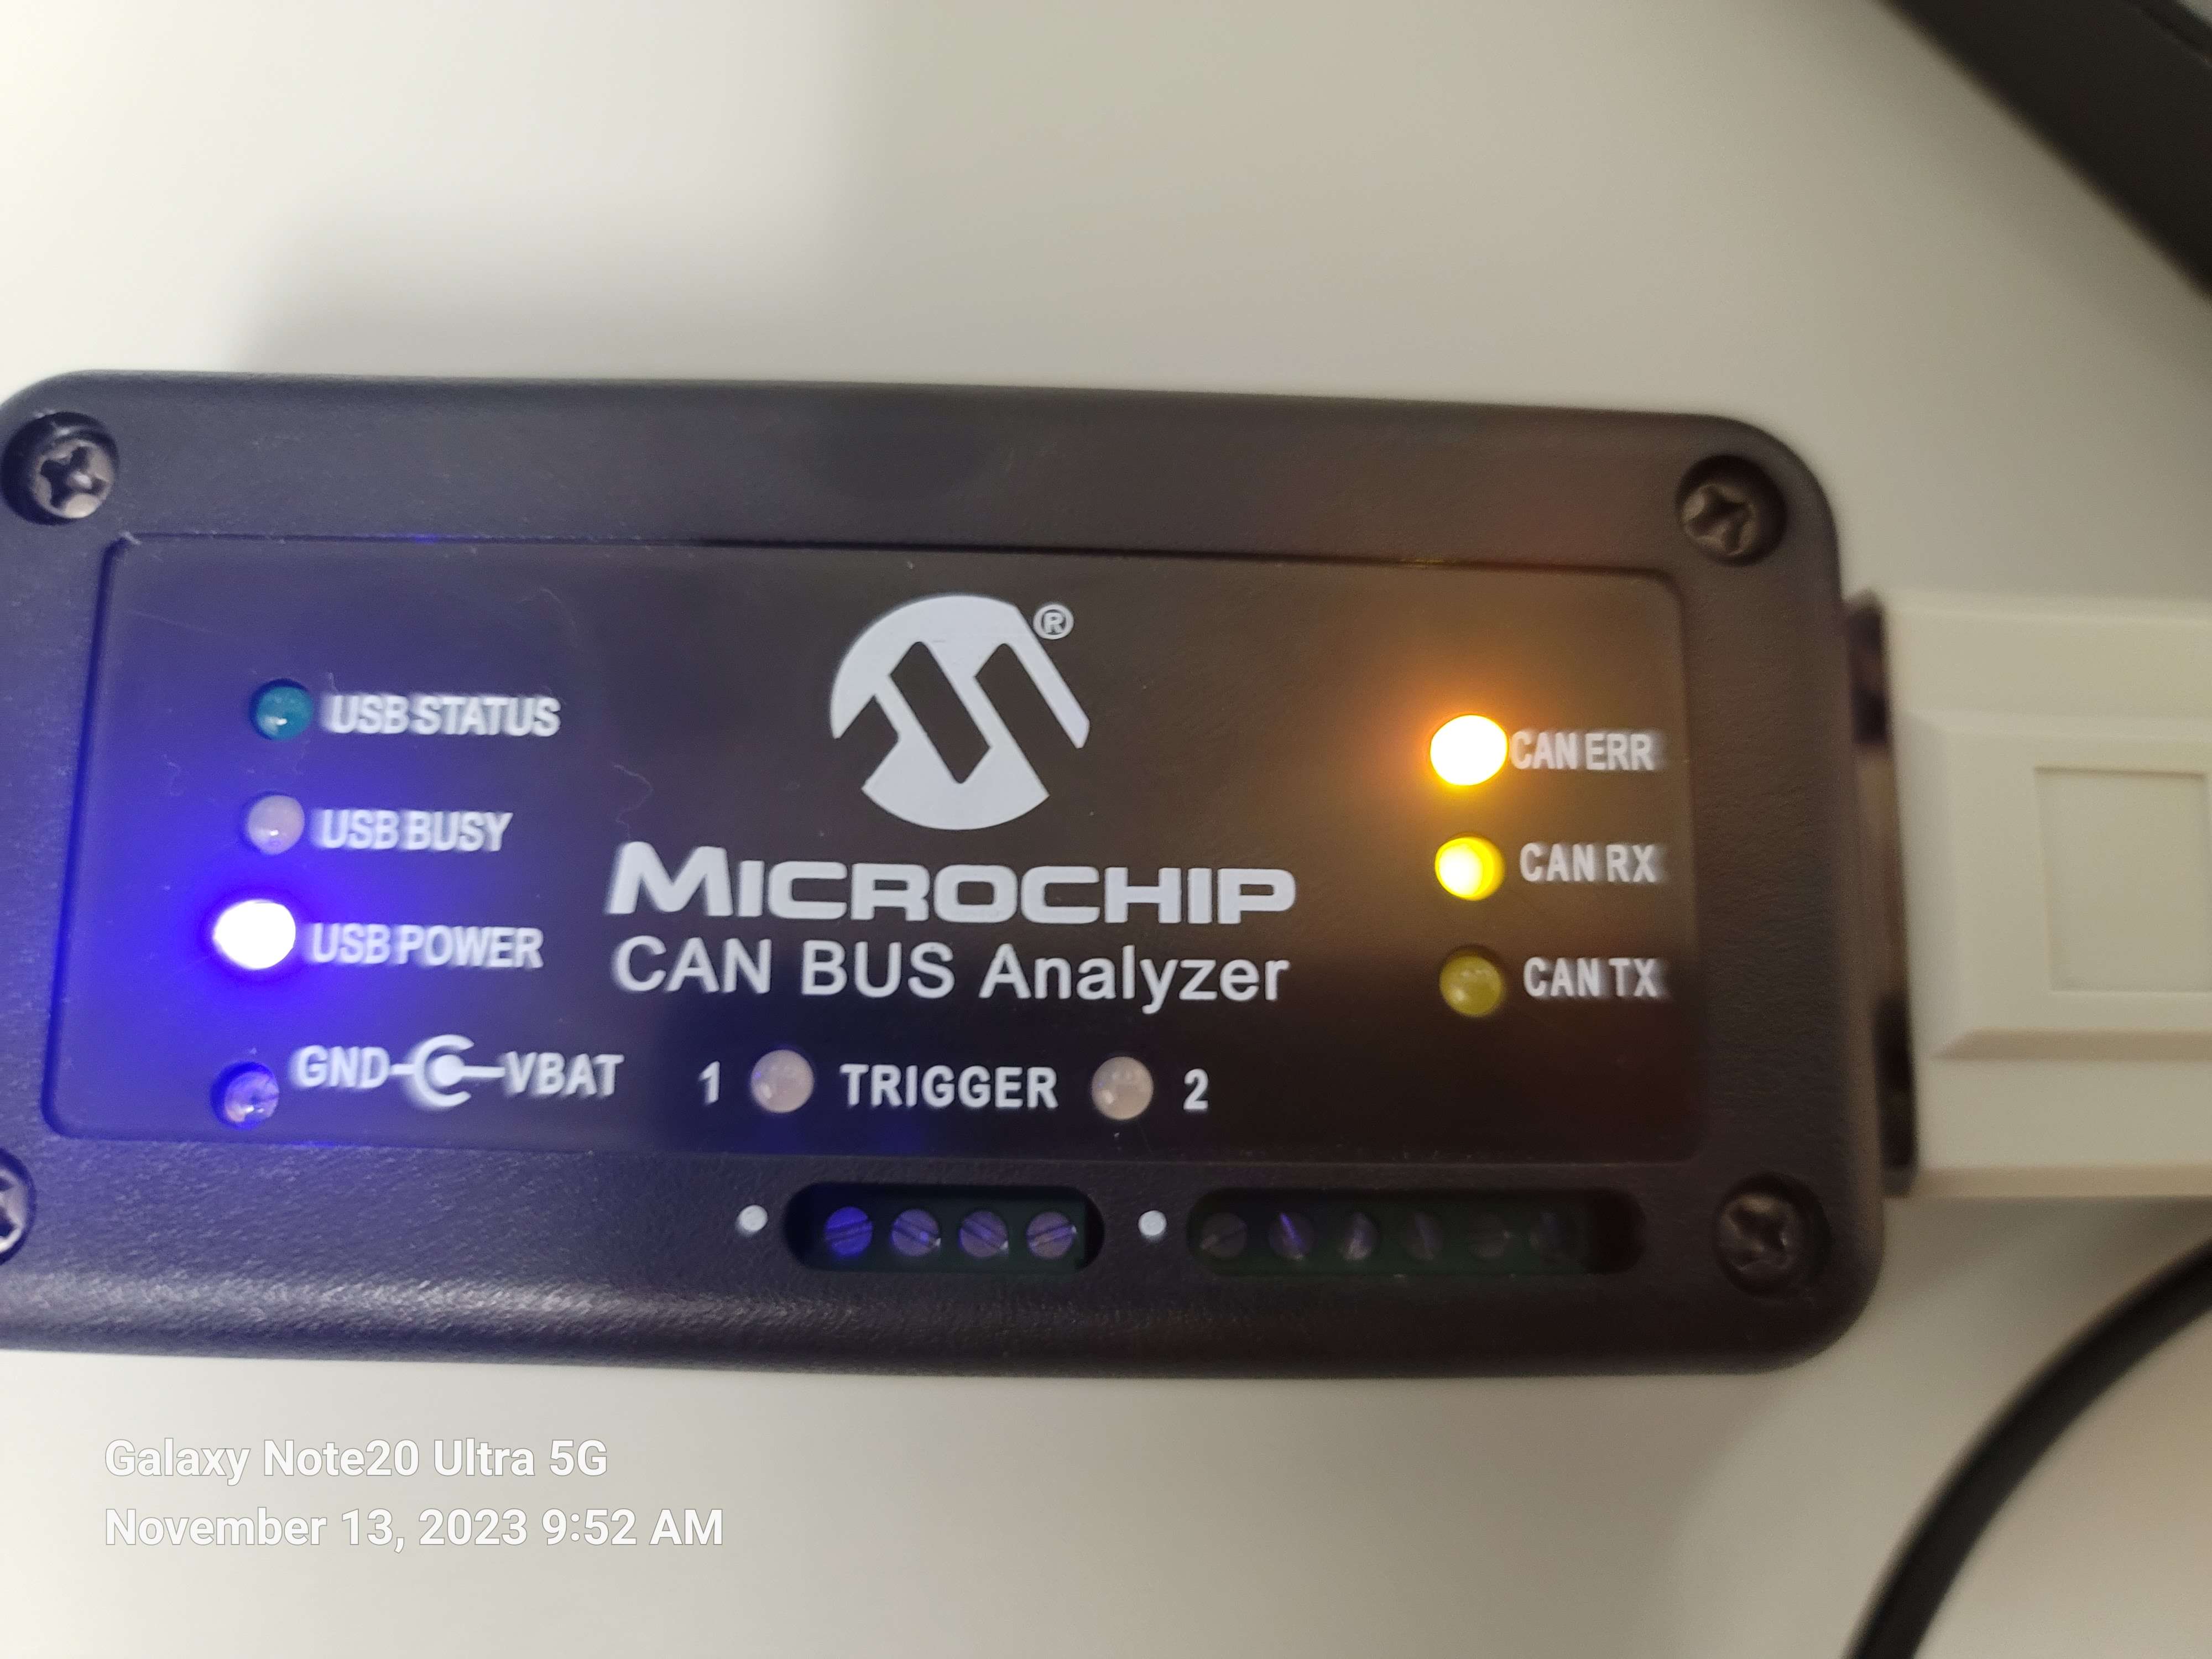 ®
USB STATUS
CAN ERR
USB BUSY
CAN RX
MICROCHIP
USB POWER
CAN BUS Analyzer
CAN TX
GND VBAT
1 TRIGGER 2
Galaxy Note20 Ultra 5G
November 13, 2023 9:52 AM